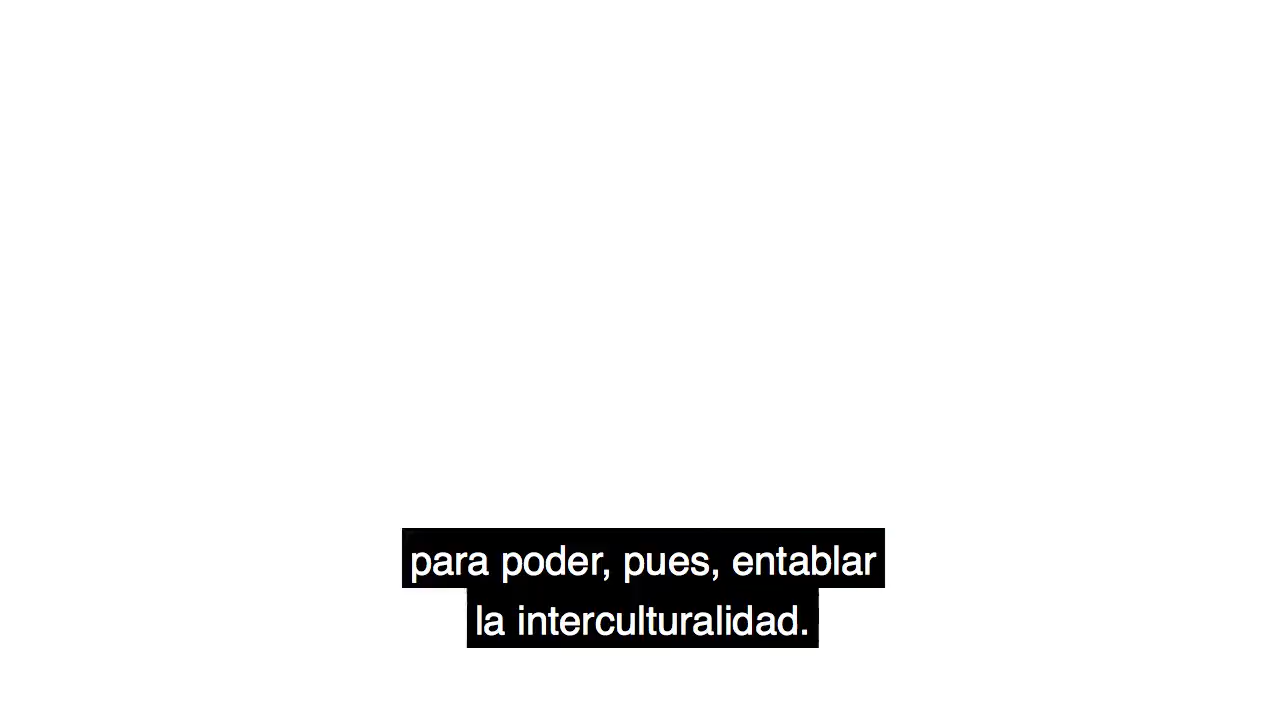 para poder, pues, entablar
la interculturalidad.